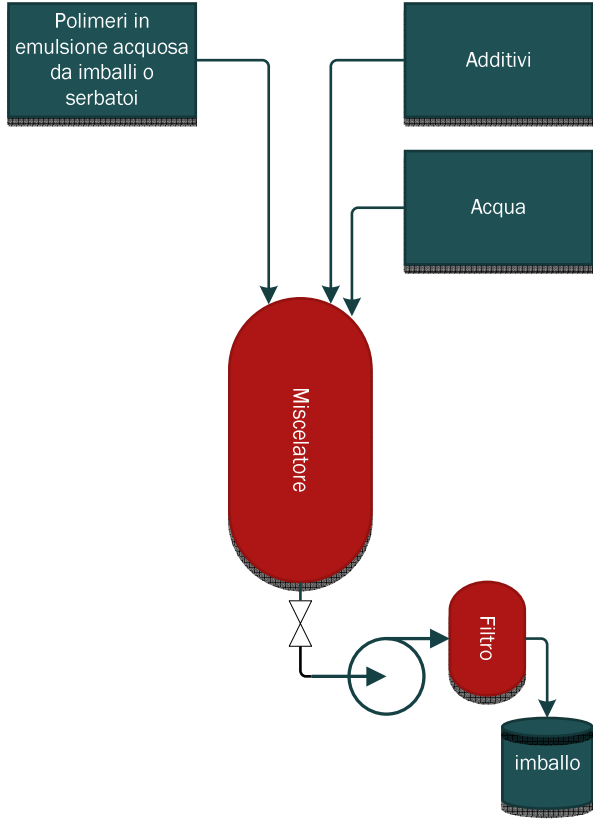 Polimeri in
emulsione acquosa
da imballi o
serbatoi
Additivi
Acqua
Miscelatore
Filtro
imballo